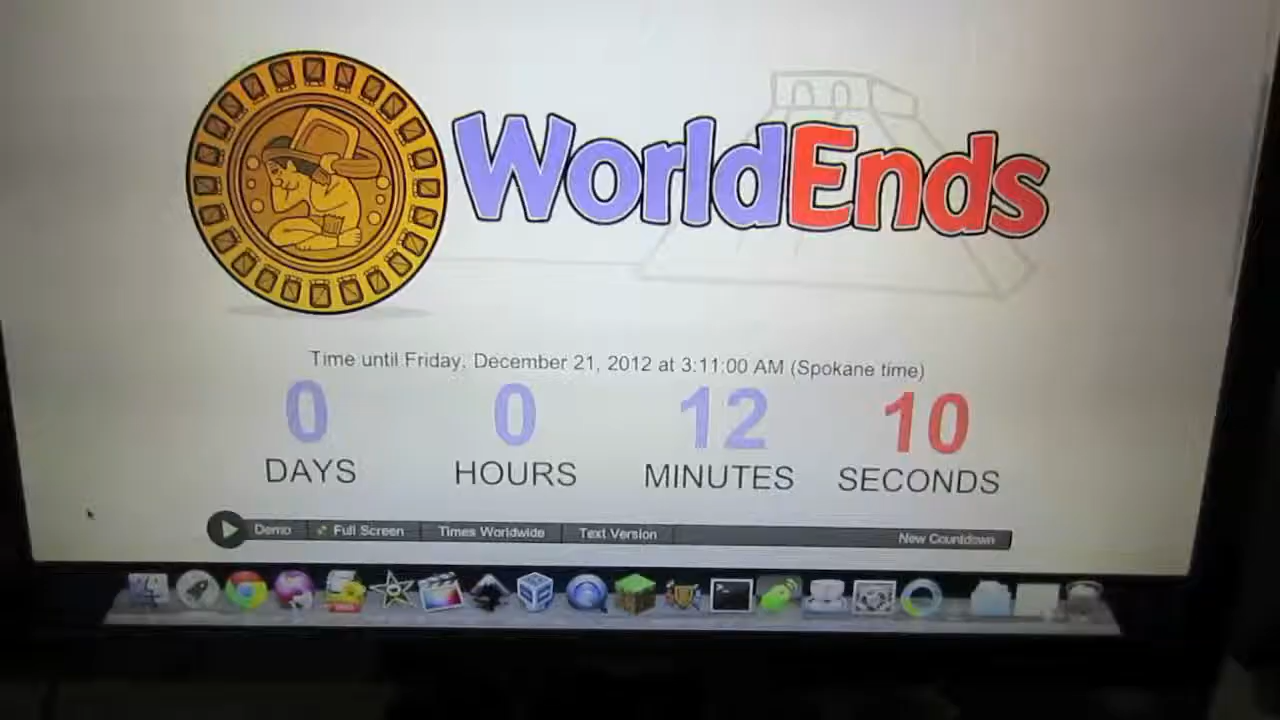 WorldEnds
Time until Friday, December 21, 2012 at 3:11:00 AM (Spokane time)
0 0 12 10
DAYS HOURS MINUTES SECONDS
Demo Full Screen Times Worldwide Text Version New Countdown